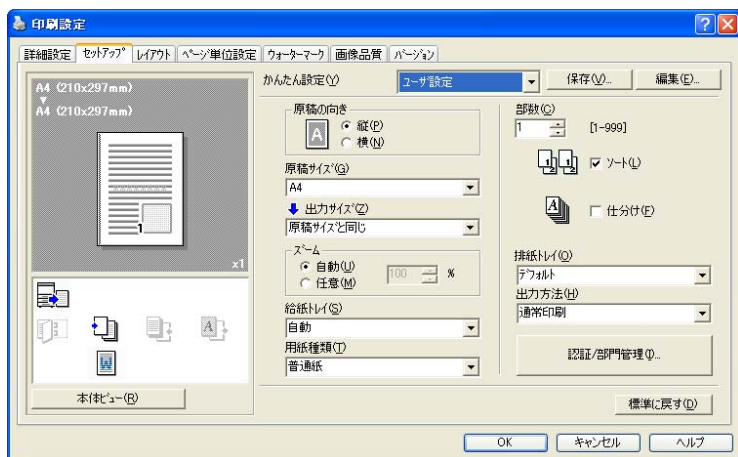 印刷設定
詳細設定 セットアップ レイアウト ページ単位設定 ウォーターマーク 画像品質 バージョン
A4 (210x297mm)
A4 (210x297mm)
1
x1
本体ビュー(R)
かんたん設定(Y) ユーザ設定 保存(V)... 編集(E)...
原稿の向き
A 縦(P)
横(N)
原稿サイズ(G)
A4
出力サイズ(Z)
原稿サイズと同じ
ズーム
自動(U) 100 %
任意(M)
給紙トレイ(S)
自動
用紙種類(T)
普通紙
部数(C)
1 [1-999]
ソート(L)
仕分け(F)
排紙トレイ(O)
デフォルト
出力方法(H)
通常印刷
認証/部門管理(I)...
標準に戻す(D)
OK キャンセル ヘルプ